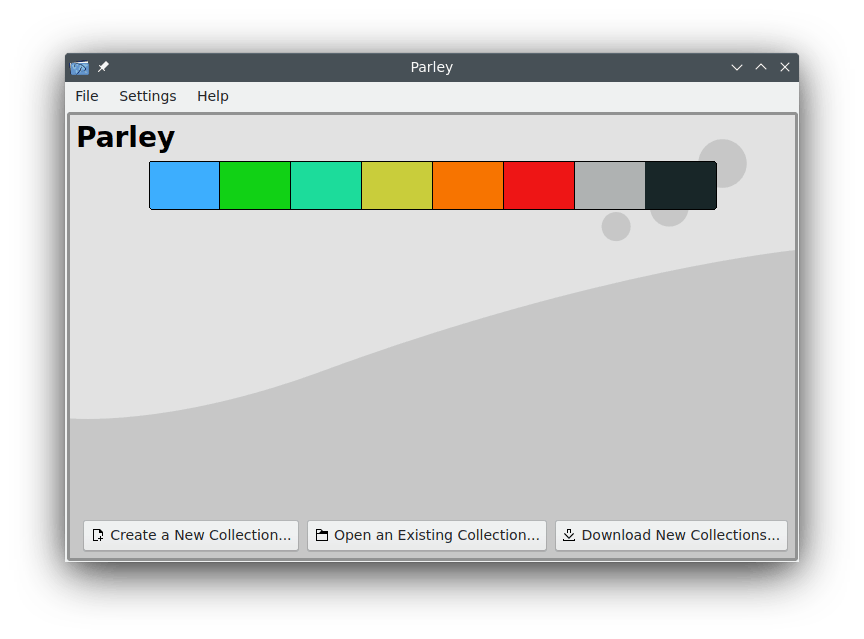 Parley
File Settings Help
Parley
Create a New Collection... Open an Existing Collection... Download New Collections...